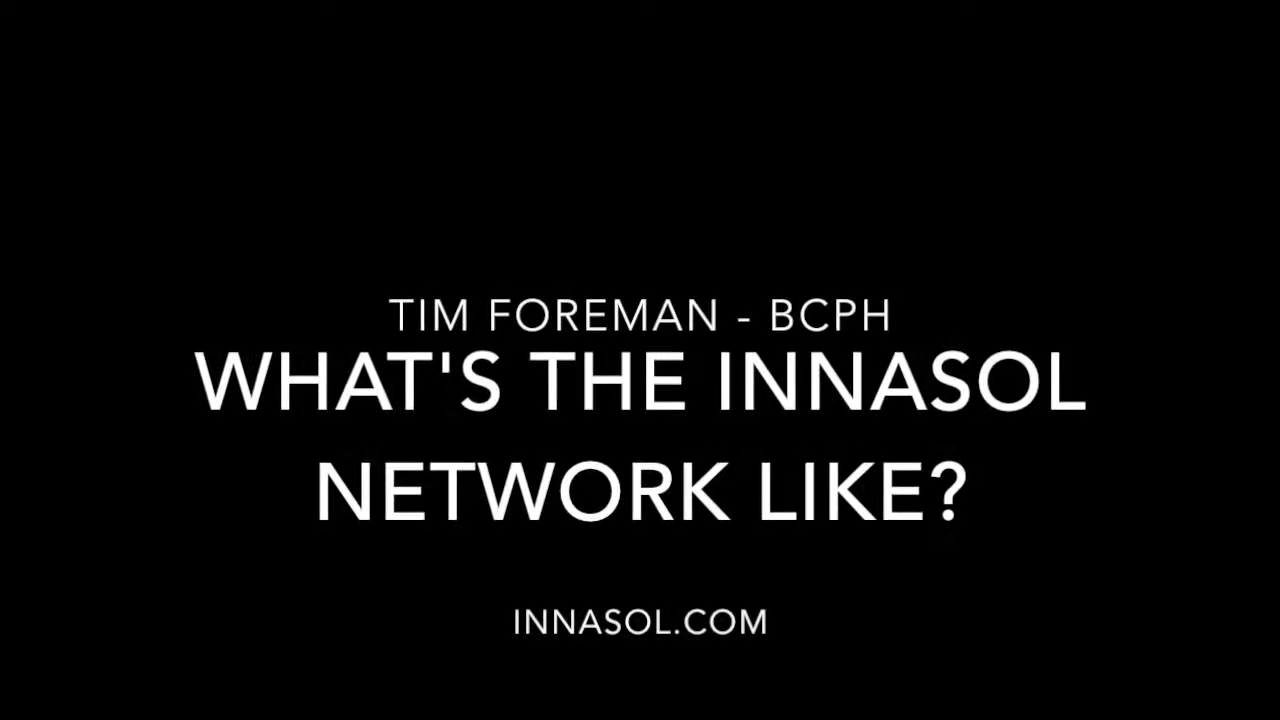 TIM FOREMAN - BCPH
WHAT'S THE INNASOL
NETWORK LIKE?
INNASOL.COM